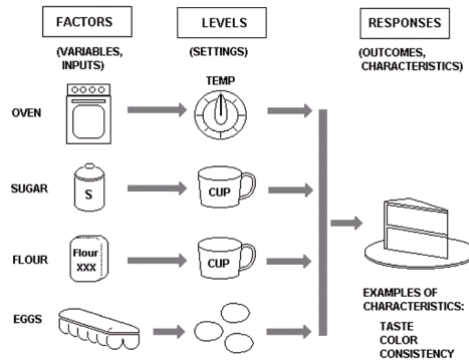 FACTORS
LEVELS
RESPONSES
(VARIABLES,
INPUTS)
(SETTINGS)
(OUTCOMES,
CHARACTERISTICS)
TEMP
OVEN
SUGAR
S
CUP
FLOUR
Flour
XXX
CUP
EGGS
EXAMPLES OF
CHARACTERISTICS:
TASTE
COLOR
CONSISTENCY